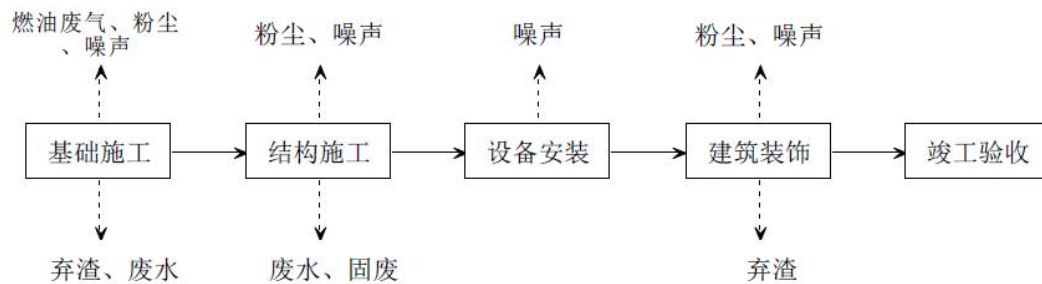 燃油废气、粉尘
、噪声
粉尘、噪声
噪声
粉尘、噪声
基础施工
结构施工
设备安装
建筑装饰
竣工验收
弃渣、废水
废水、固废
弃渣